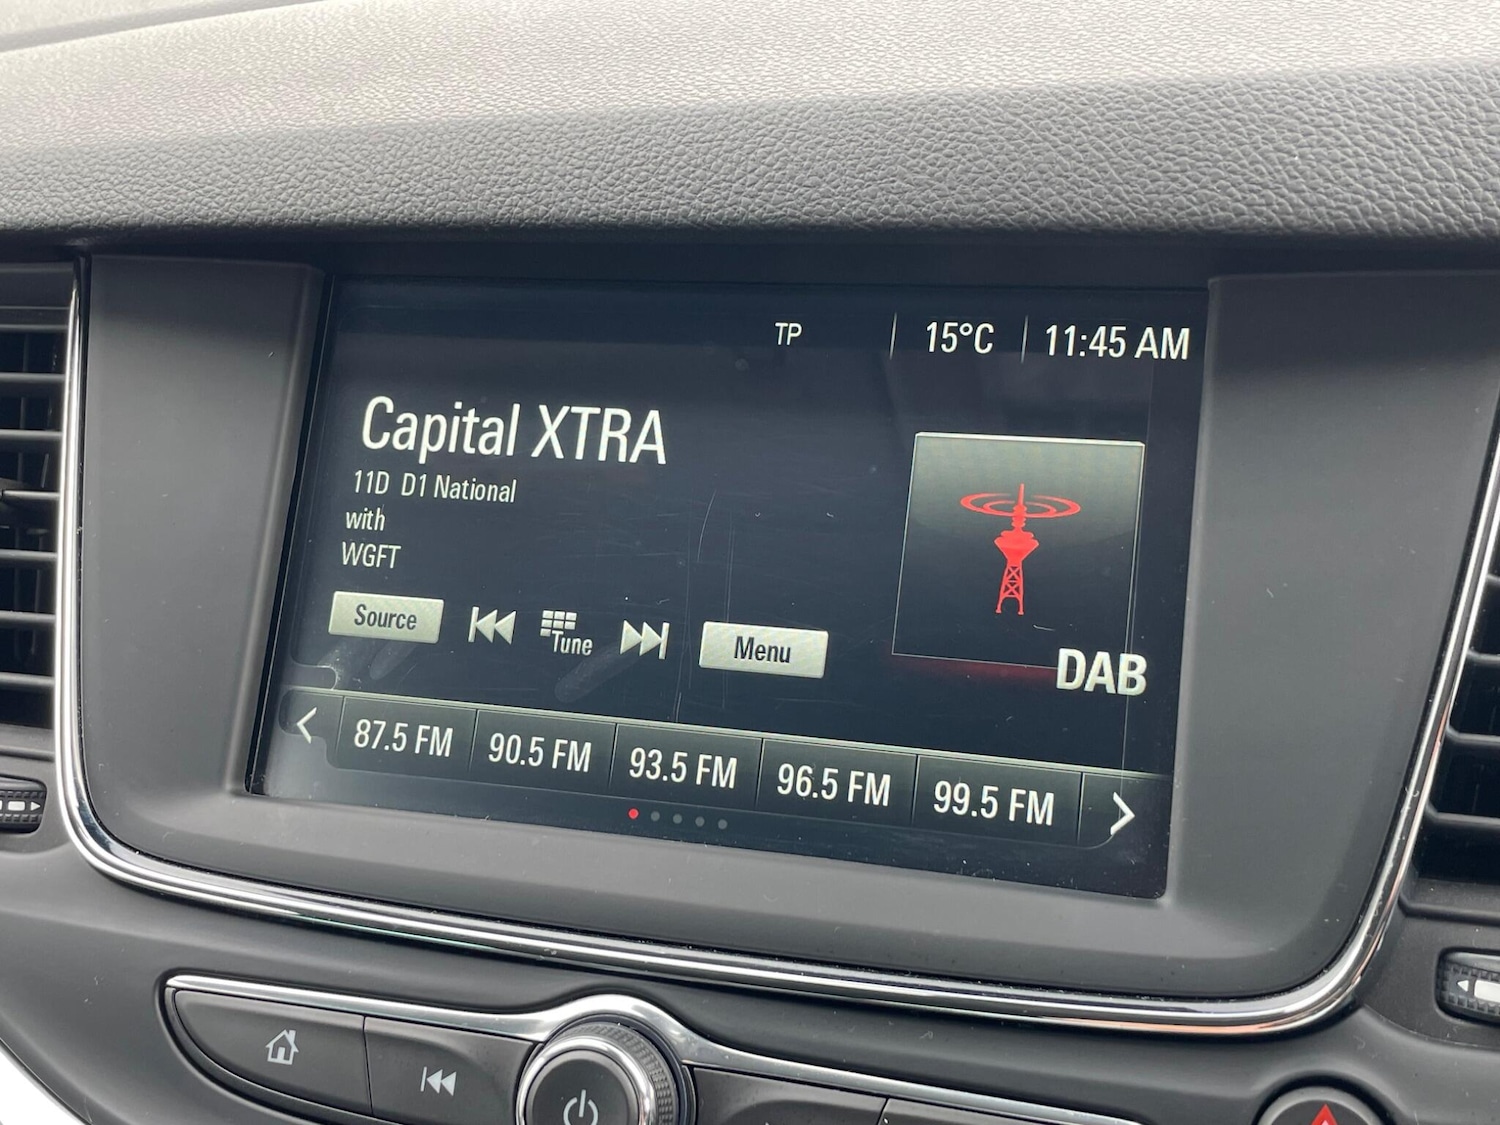 TP
15°C
11:45 AM
Capital XTRA
11D D1 National
with
WGFT
Source
Tune
Menu
DAB
87.5 FM
90.5 FM
93.5 FM
96.5 FM
99.5 FM